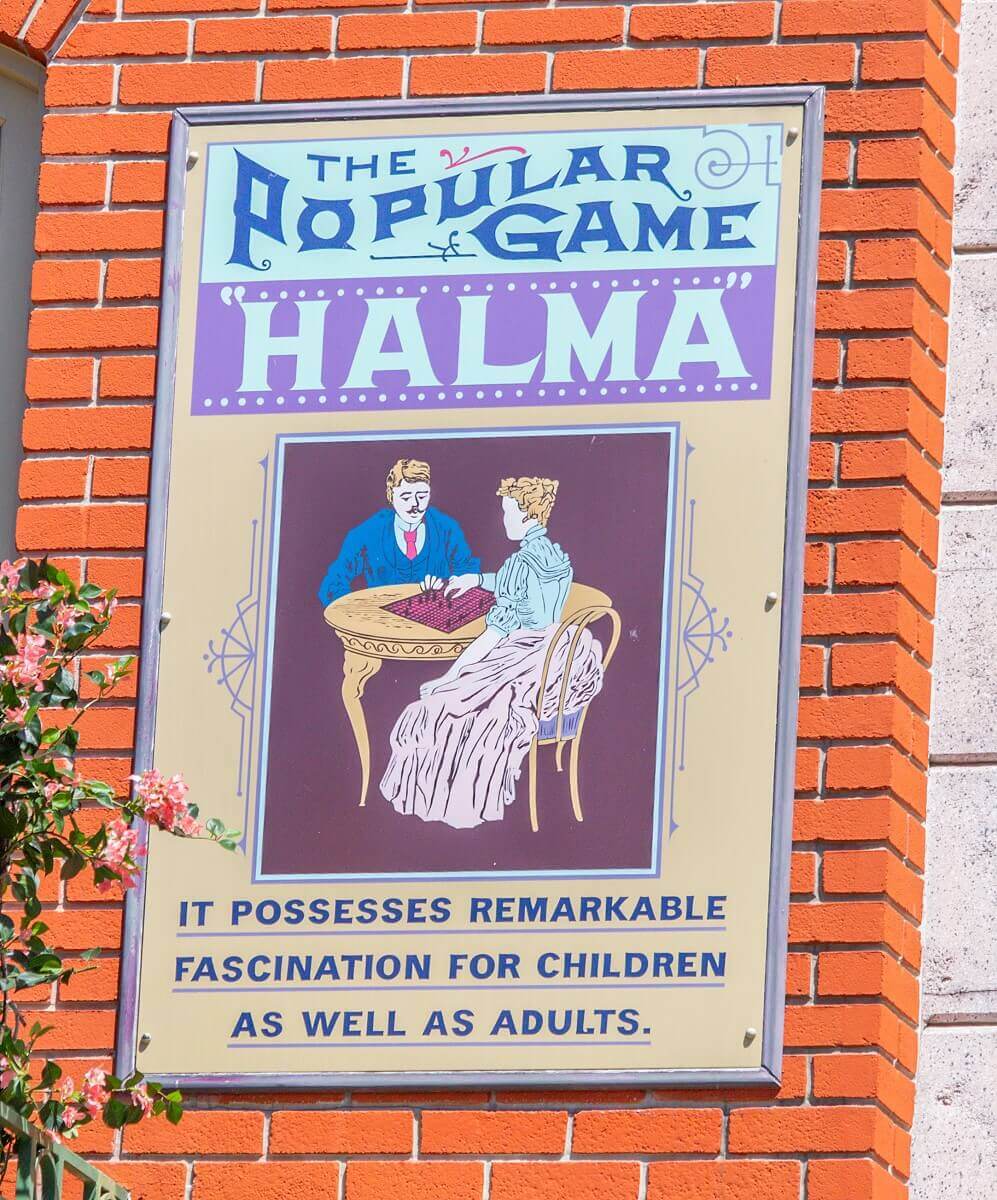 THE
POPULAR
GAME
"HALMA"
IT POSSESSES REMARKABLE
FASCINATION FOR CHILDREN
AS WELL AS ADULTS.